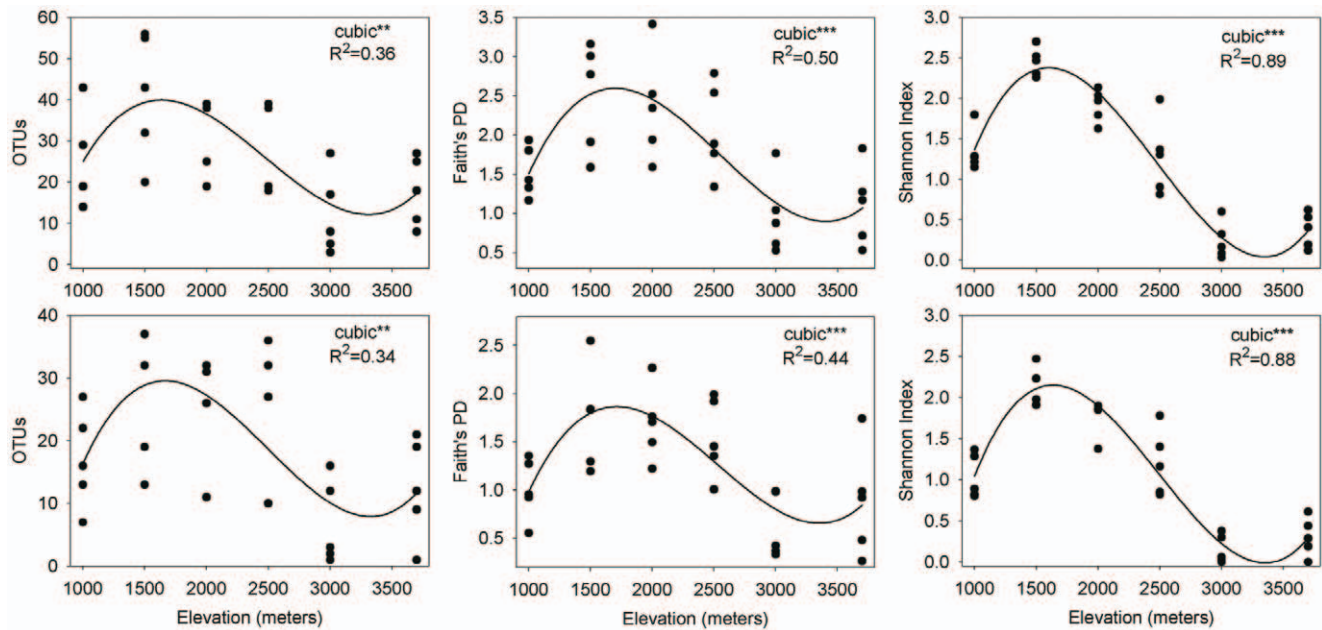 60
50
40
30
20
10
0
OTUs
cubic**
R²=0.36
1000 1500 2000 2500 3000 3500
3.5
3.0
2.5
2.0
1.5
1.0
0.5
Faith's PD
cubic***
R²=0.50
1000 1500 2000 2500 3000 3500
3.0
2.5
2.0
1.5
1.0
0.5
0.0
Shannon Index
cubic***
R²=0.89
1000 1500 2000 2500 3000 3500
40
30
20
10
0
OTUs
cubic**
R²=0.34
1000 1500 2000 2500 3000 3500
Elevation (meters)
2.5
2.0
1.5
1.0
0.5
Faith's PD
cubic***
R²=0.44
1000 1500 2000 2500 3000 3500
Elevation (meters)
3.0
2.5
2.0
1.5
1.0
0.5
0.0
Shannon Index
cubic***
R²=0.88
1000 1500 2000 2500 3000 3500
Elevation (meters)